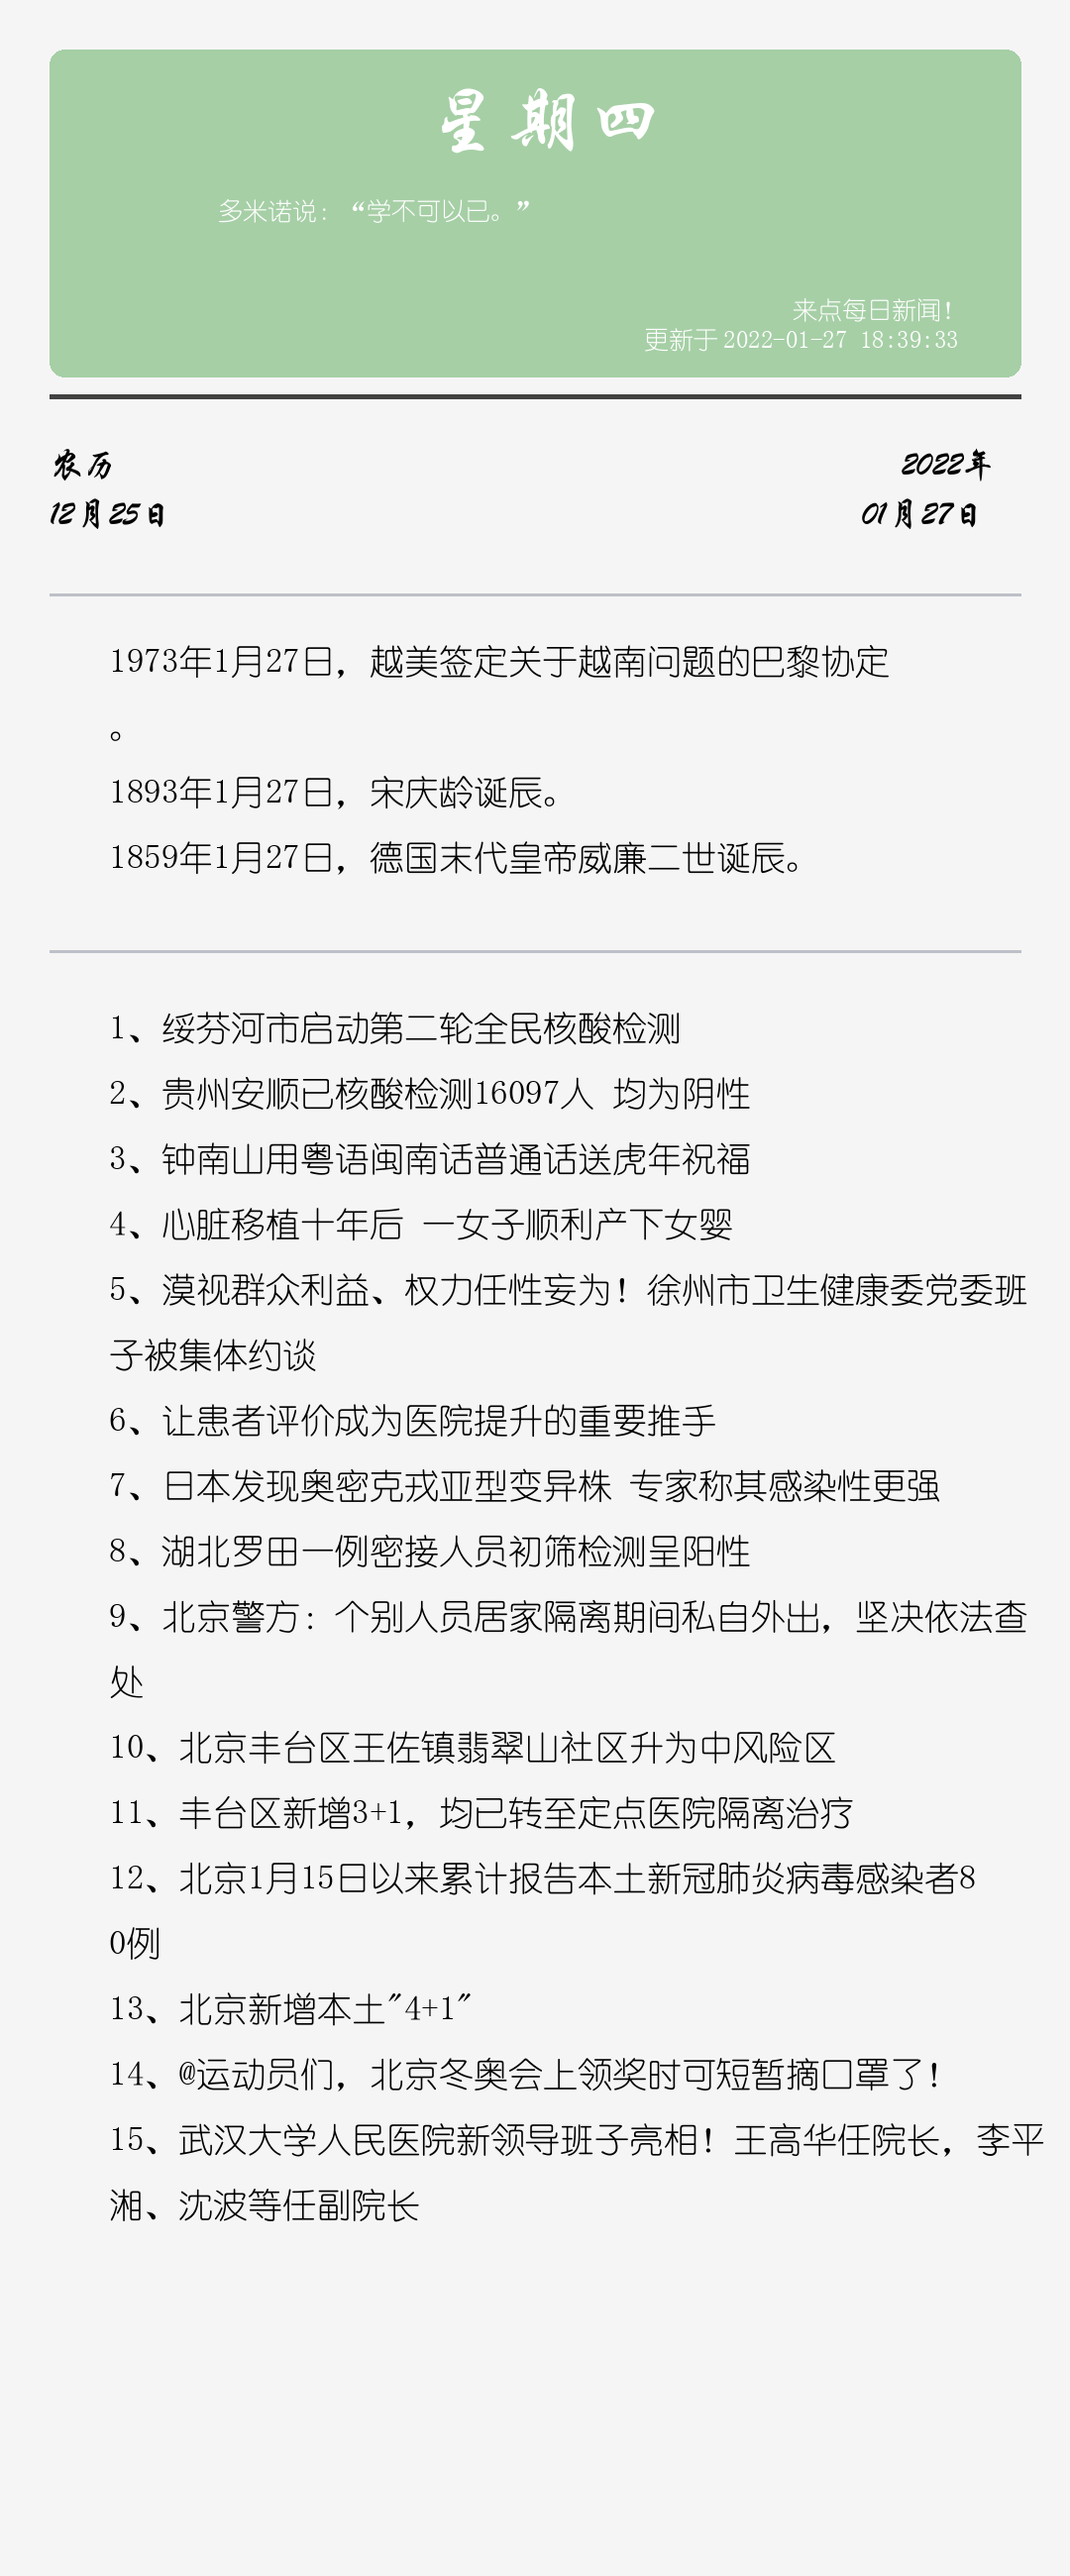 星期四
多米诺说：“学不可以已。”
来点每日新闻！
更新于 2022-01-27 18:39:33
农历
2022年
12月25日
01月27日
1973年1月27日，越美签定关于越南问题的巴黎协定
。
1893年1月27日，宋庆龄诞辰。
1859年1月27日，德国末代皇帝威廉二世诞辰。
1、绥芬河市启动第二轮全民核酸检测
2、贵州安顺已核酸检测16097人 均为阴性
3、钟南山用粤语闽南话普通话送虎年祝福
4、心脏移植十年后 一女子顺利产下女婴
5、漠视群众利益、权力任性妄为！徐州市卫生健康委党委班
子被集体约谈
6、让患者评价成为医院提升的重要推手
7、日本发现奥密克戎亚型变异株 专家称其感染性更强
8、湖北罗田一例密接人员初筛检测呈阳性
9、北京警方：个别人员居家隔离期间私自外出，坚决依法查
处
10、北京丰台区王佐镇翡翠山社区升为中风险区
11、丰台区新增3+1，均已转至定点医院隔离治疗
12、北京1月15日以来累计报告本土新冠肺炎病毒感染者8
0例
13、北京新增本土"4+1"
14、@运动员们，北京冬奥会上领奖时可短暂摘口罩了！
15、武汉大学人民医院新领导班子亮相！王高华任院长，李平
湘、沈波等任副院长